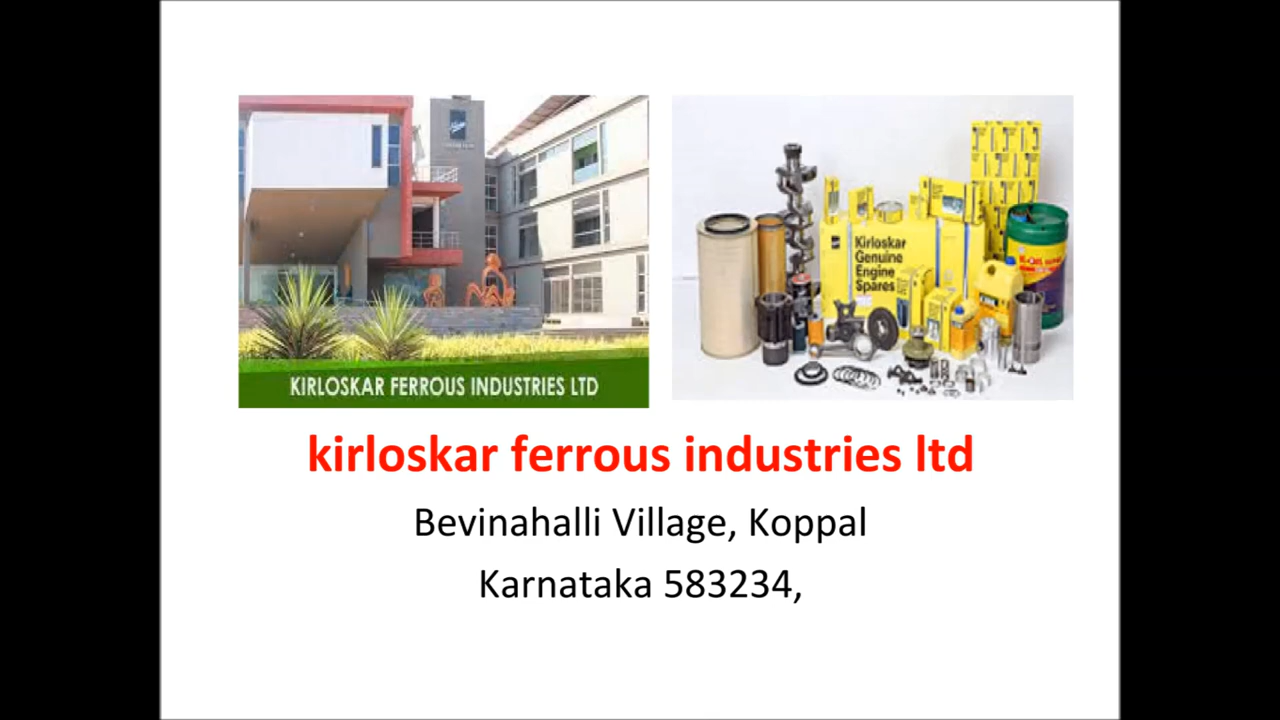 KIRLOSKAR FERROUS INDUSTRIES LTD
Kirloskar
Genuine
Engine
Spares
kirloskar ferrous industries ltd
Bevinahalli Village, Koppal
Karnataka 583234,